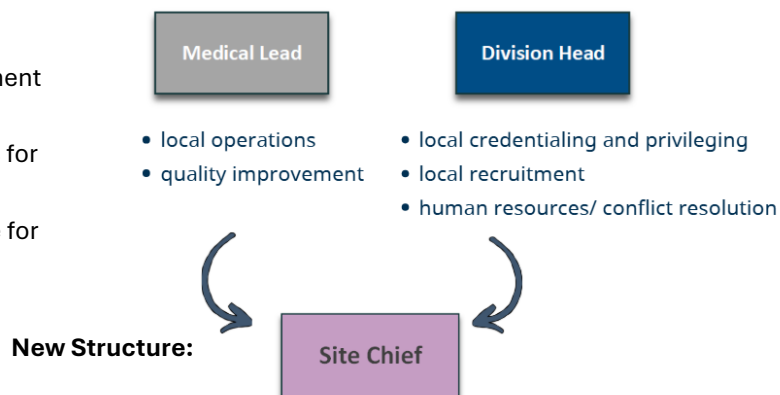 Medical Lead
Division Head
ment
for
for
• local operations
• quality improvement
• local credentialing and privileging
• local recruitment
• human resources/ conflict resolution
New Structure:
Site Chief